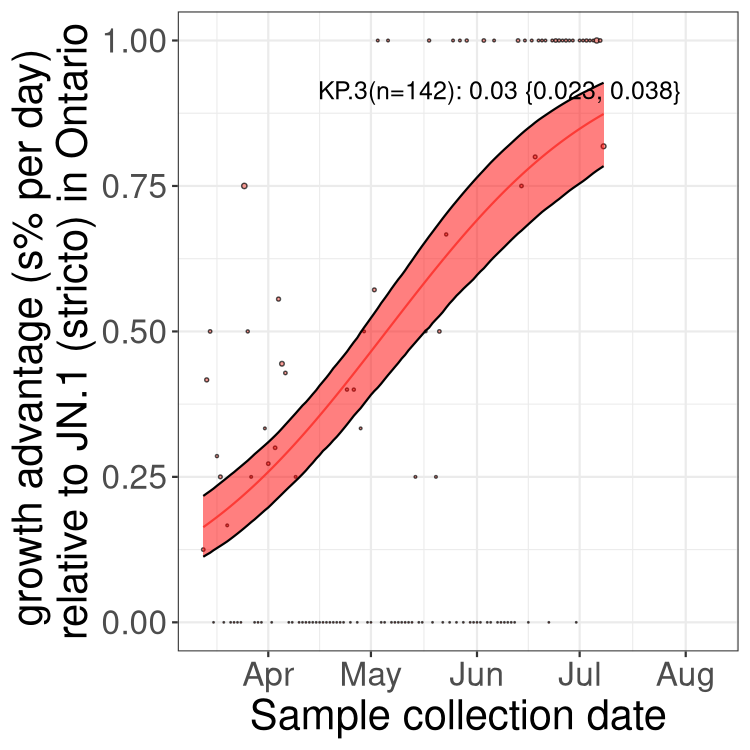 growth advantage (s% per day)
relative to JN.1 (stricto) in Ontario
1.00
0.75
0.50
0.25
0.00
KP.3(n=142): 0.03 {0.023, 0.038}
Apr May Jun Jul Aug
Sample collection date